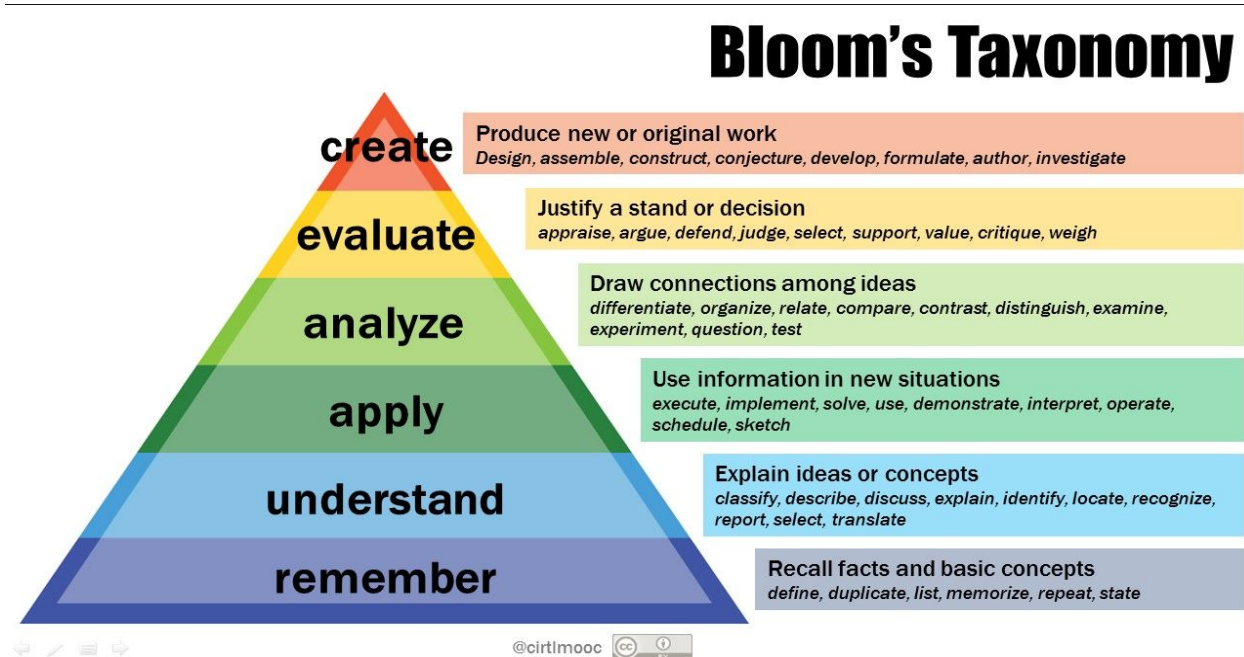 Bloom's Taxonomy
create
Produce new or original work
Design, assemble, construct, conjecture, develop, formulate, author, investigate
evaluate
Justify a stand or decision
appraise, argue, defend, judge, select, support, value, critique, weigh
analyze
Draw connections among ideas
differentiate, organize, relate, compare, contrast, distinguish, examine,
experiment, question, test
apply
Use information in new situations
execute, implement, solve, use, demonstrate, interpret, operate,
schedule, sketch
understand
Explain ideas or concepts
classify, describe, discuss, explain, identify, locate, recognize,
report, select, translate
remember
Recall facts and basic concepts
define, duplicate, list, memorize, repeat, state
@cirtlmooc
cc